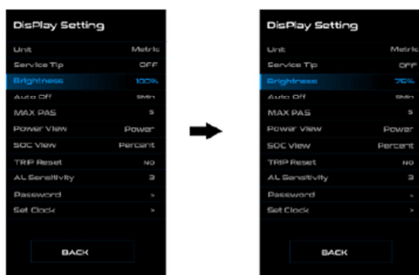 DisPlay Setting
Unit Metric
Service Tip OFF
Brightness 100%
Auto Off 5Min
MAX PAS 5
Power View Power
SOC View Percent
TRIP Reset NO
AL Sensitivity 3
Password >
Set Clock >
BACK
DisPlay Setting
Unit Metric
Service Tip OFF
Brightness 75%
Auto Off 5Min
MAX PAS 5
Power View Power
SOC View Percent
TRIP Reset NO
AL Sensitivity 3
Password >
Set Clock >
BACK